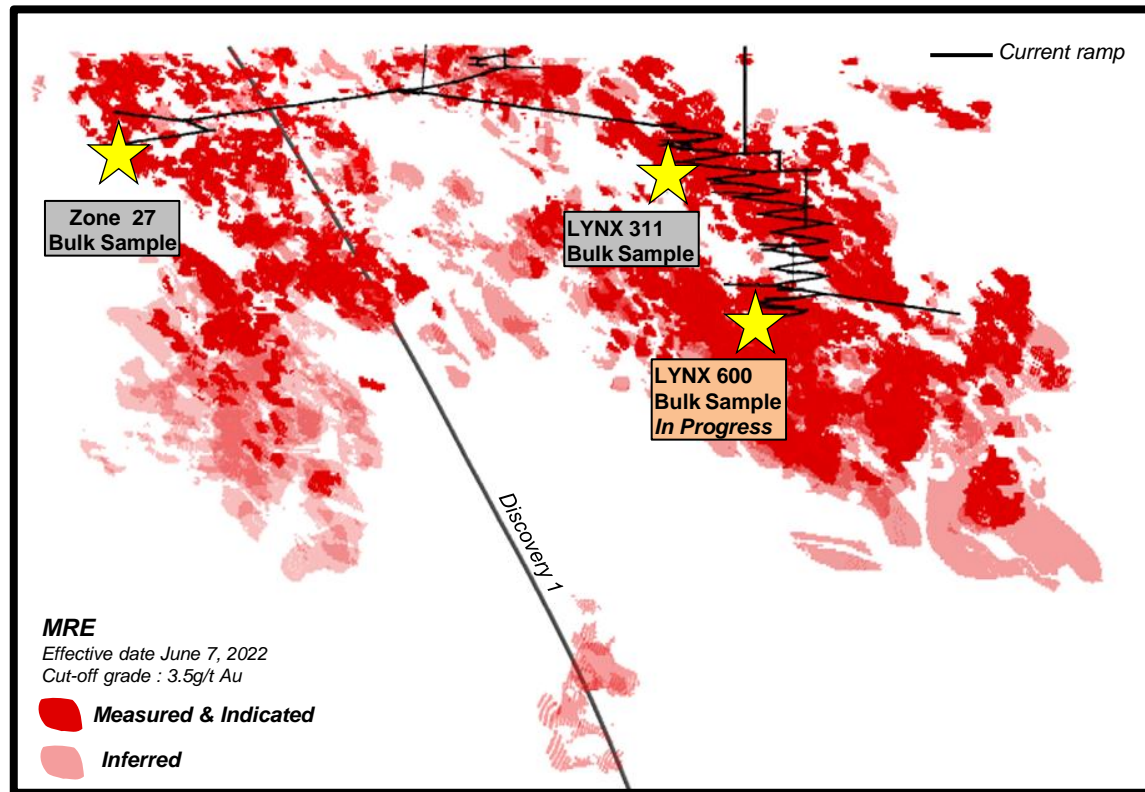 Current ramp
Zone 27
Bulk Sample
LYNX 311
Bulk Sample
LYNX 600
Bulk Sample
In Progress
Discovery 1
MRE
Effective date June 7, 2022
Cut-off grade : 3.5g/t Au
Measured & Indicated
Inferred